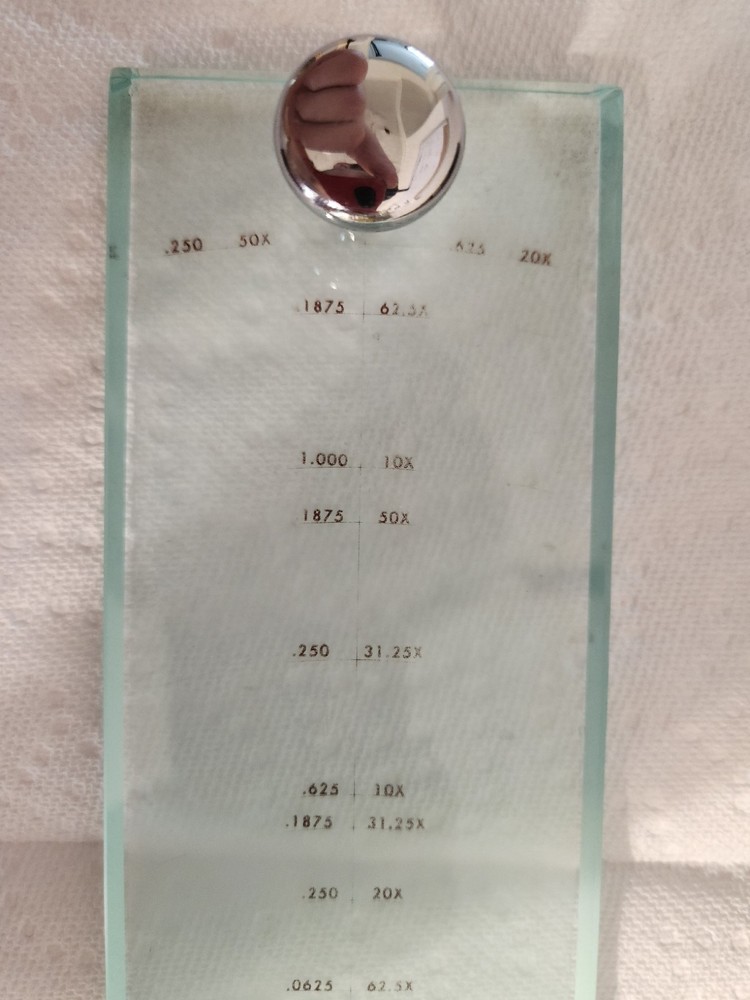 .250 50X .625 20X
.1875 62.5X
1.000 10X
.1875 50X
.250 31.25X
.625 10X
.1875 31.25X
.250 20X
.0625 62.5X